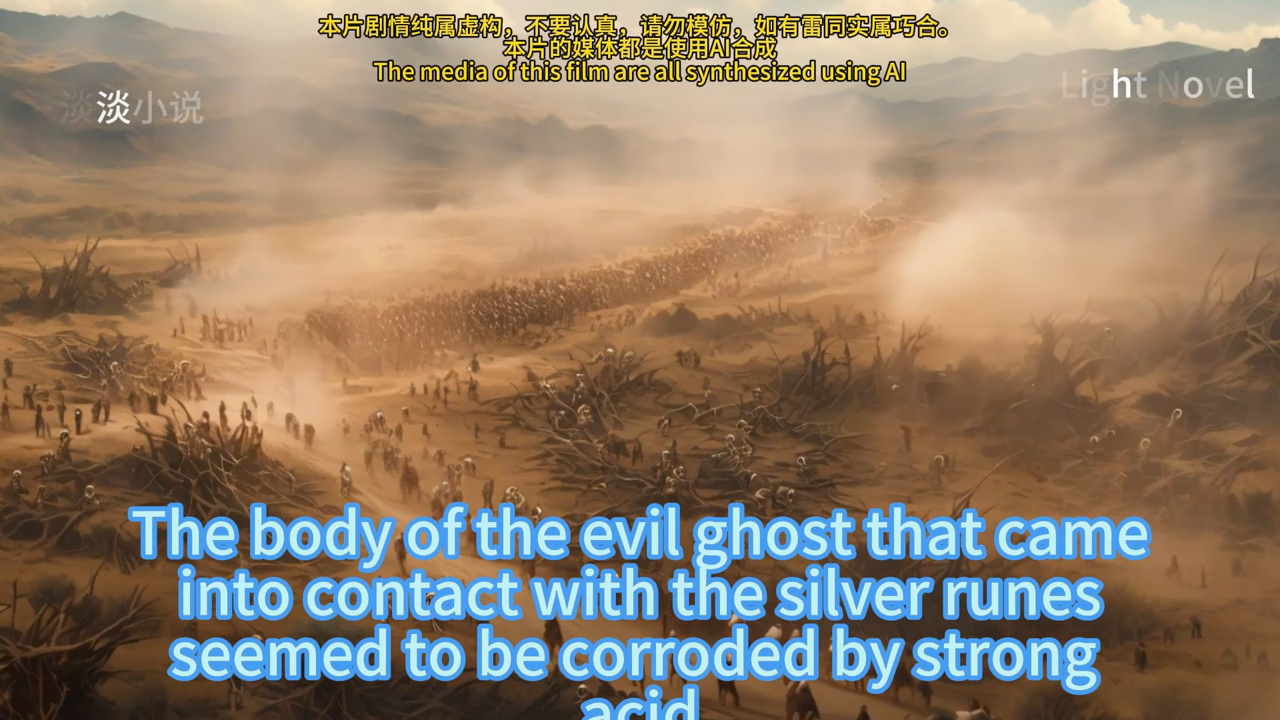 本片剧情纯属虚构，不要认真，请勿模仿，如有雷同实属巧合。
本片的媒体都是使用AI合成
The media of this film are all synthesized using AI
淡淡小说
Light Novel
The body of the evil ghost that came
into contact with the silver runes
seemed to be corroded by strong
acid